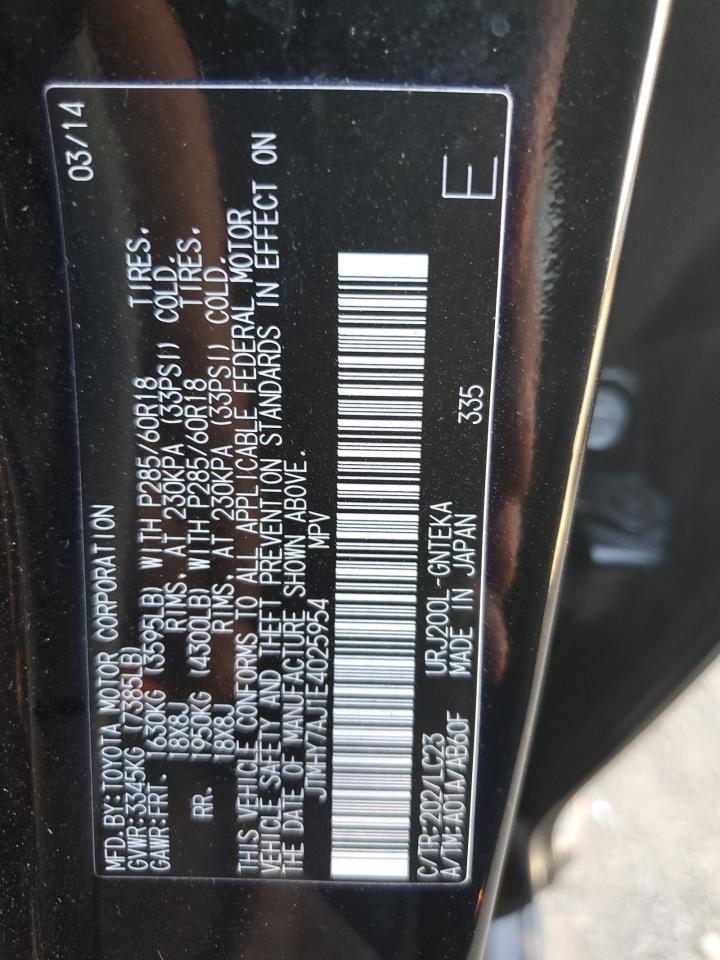 MFD. BY: TOYOTA MOTOR CORPORATION 03/14
GVWR: 3345KG (7385LB)
GAWR: FRT. 1630KG (3595LB) WITH P285/60R18 TIRES,
18X8J RIMS, AT 230KPA (33PSI) COLD.
RR. 1950KG (4300LB) WITH P285/60R18 TIRES,
18X8J RIMS, AT 230KPA (33PSI) COLD.
THIS VEHICLE CONFORMS TO ALL APPLICABLE FEDERAL MOTOR
VEHICLE SAFETY AND THEFT PREVENTION STANDARDS IN EFFECT ON
THE DATE OF MANUFACTURE SHOWN ABOVE.
JTMHY7AJ1E4025954 MPV
C/TR: 202/LG23 URJ200L-GNTEKA
A/TM: A01A/AB60F MADE IN JAPAN 335 E